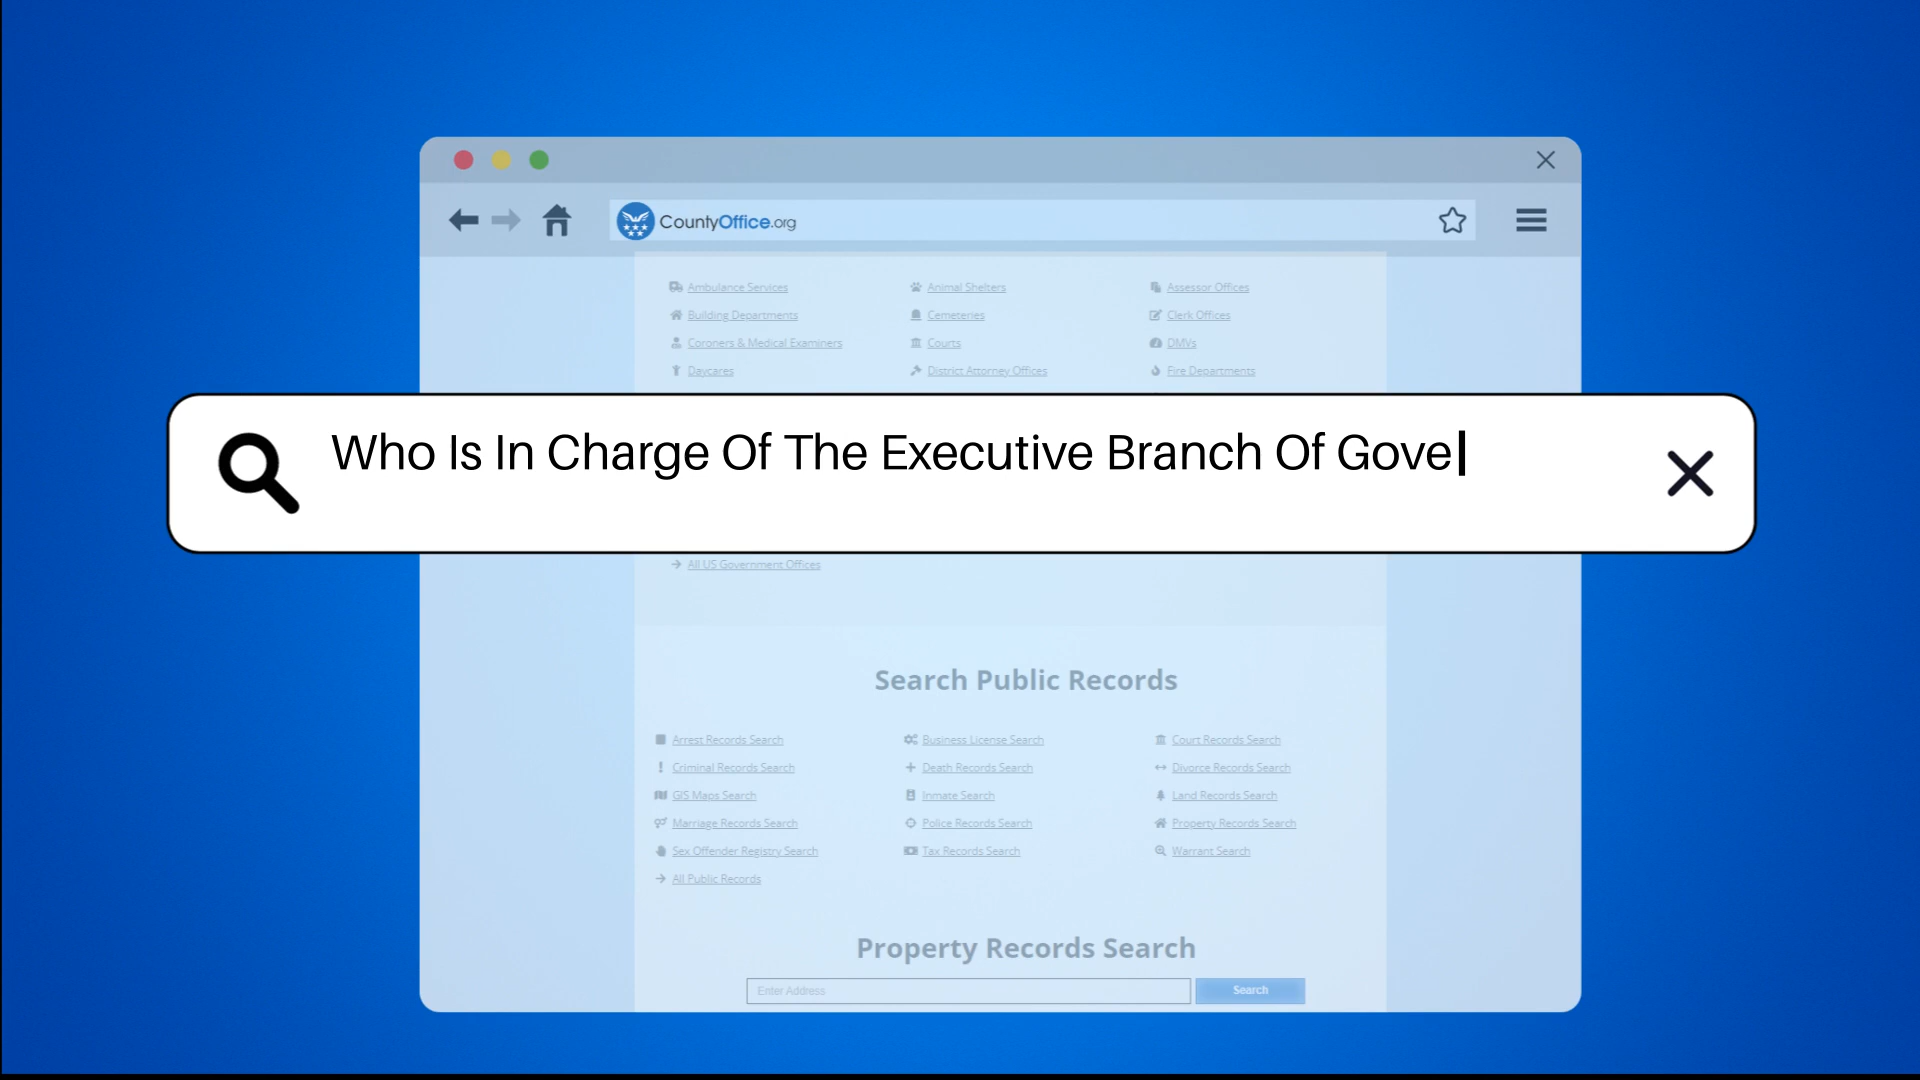 CountyOffice.org
Ambulance Services Animal Shelters Assessor Offices
Building Departments Cemeteries Clerk Offices
Coroners & Medical Examiners Courts DMVs
Daycares District Attorney Offices Fire Departments
Who Is In Charge Of The Executive Branch Of Gove
All US Government Offices
Search Public Records
Arrest Records Search Business License Search Court Records Search
Criminal Records Search Death Records Search Divorce Records Search
GIS Maps Search Inmate Search Land Records Search
Marriage Records Search Police Records Search Property Records Search
Sex Offender Registry Search Tax Records Search Warrant Search
All Public Records
Property Records Search
Enter Address Search